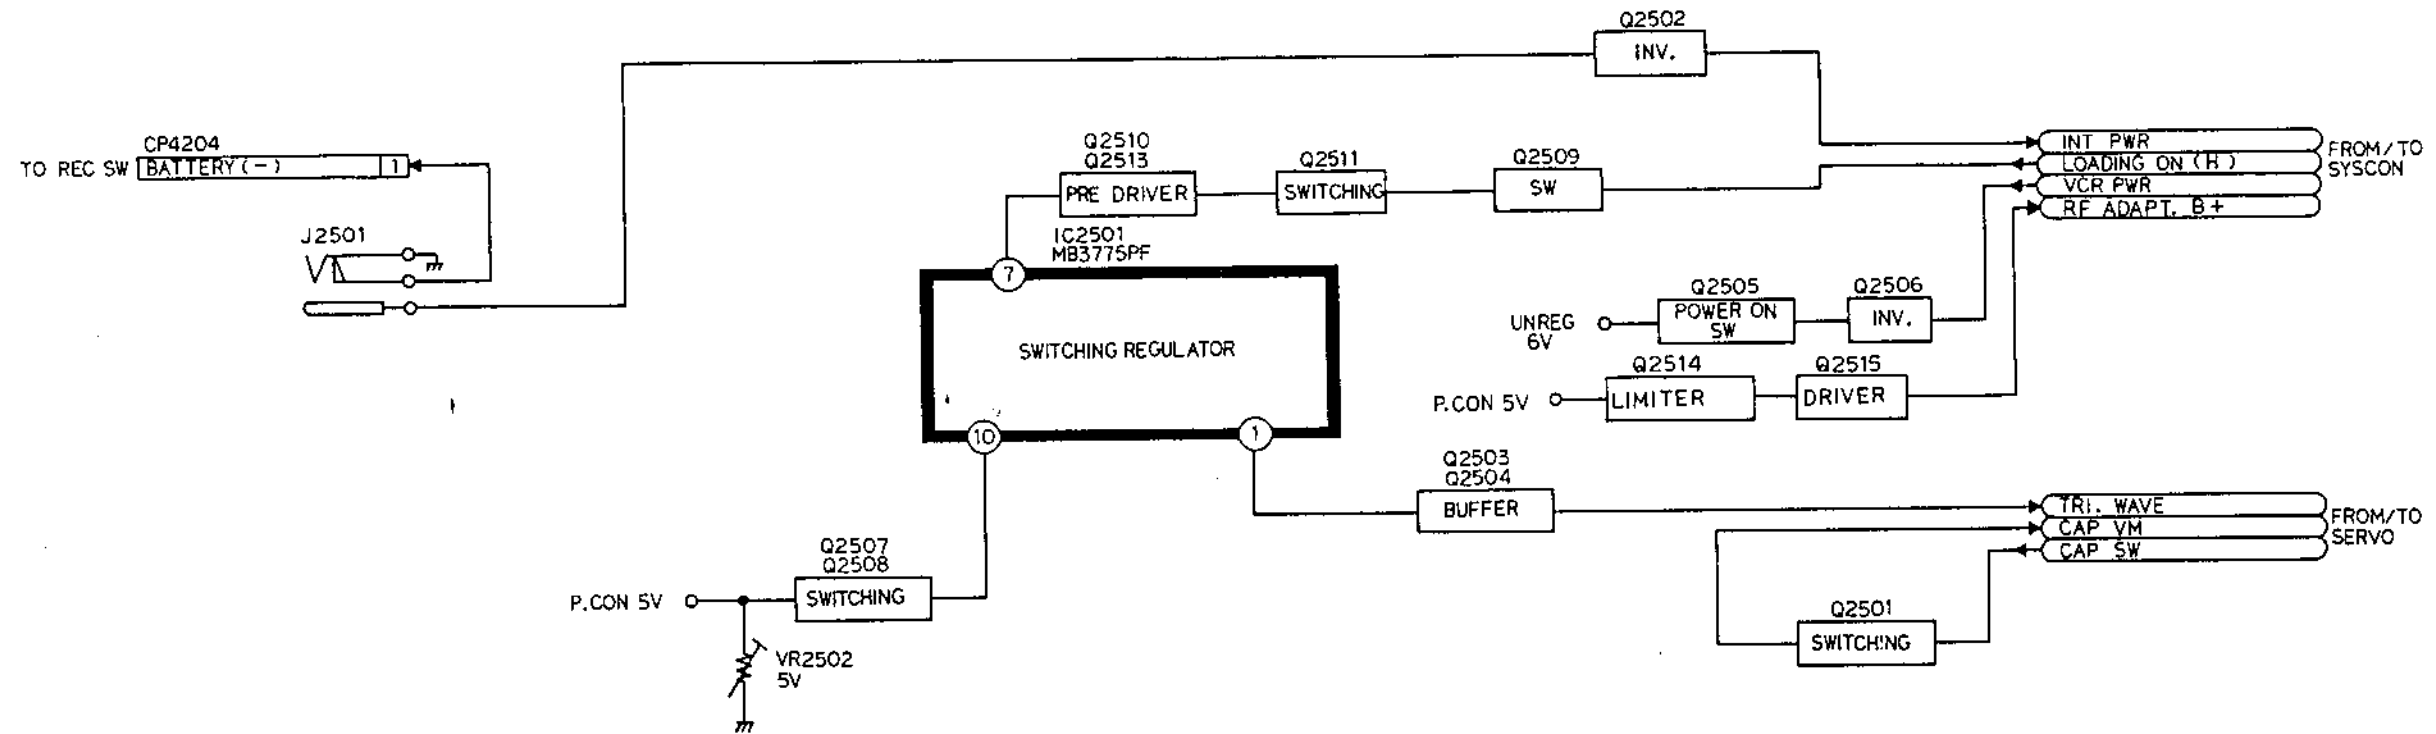 Q2502
INV.
CP4204
TO REC SW BATTERY (-) 1
J2501
Q2510
Q2513
PRE DRIVER
Q2511
SWITCHING
Q2509
SW
INT PWR
LOADING ON (H)
VCR PWR
RF ADAPT. B+
FROM/TO
SYSCON
IC2501
MB3775PF
7
SWITCHING REGULATOR
10
1
Q2505
POWER ON
SW
Q2506
INV.
UNREG
6V
Q2514
LIMITER
Q2515
DRIVER
P.CON 5V
Q2503
Q2504
BUFFER
TRI. WAVE
CAP VM
CAP SW
FROM/TO
SERVO
Q2507
Q2508
SWITCHING
P.CON 5V
VR2502
5V
Q2501
SWITCHING